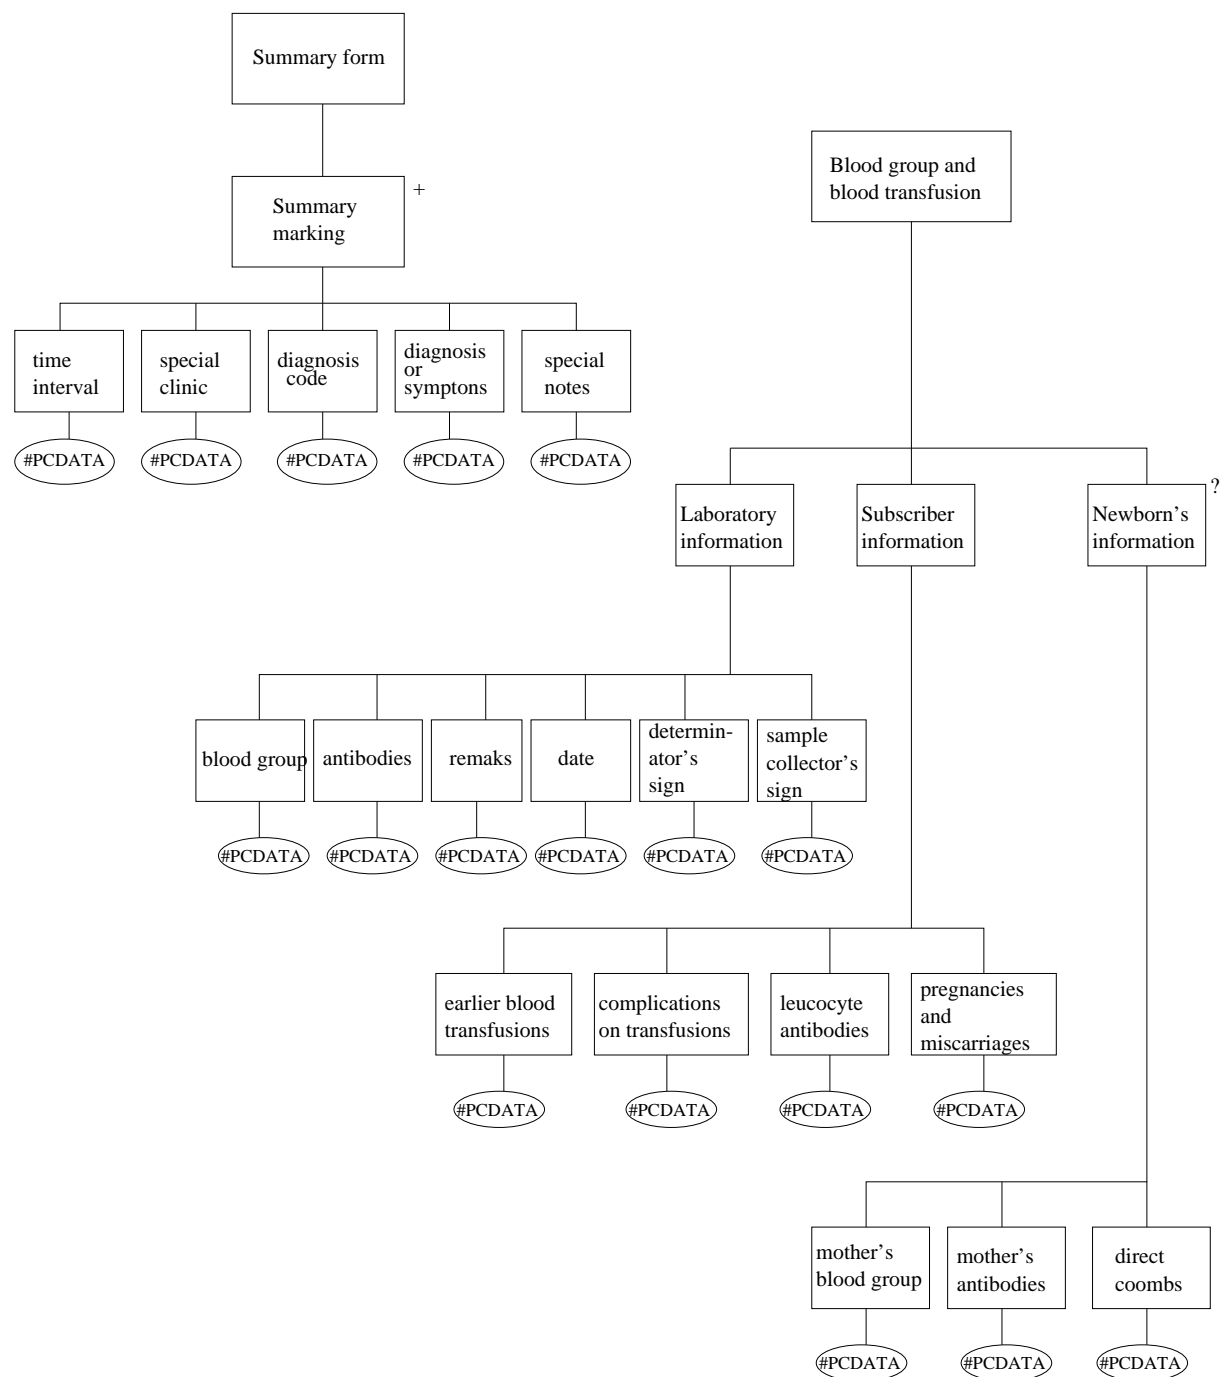 Summary form
Summary
marking
+
time
interval
special
clinic
diagnosis
code
diagnosis
or
symptons
special
notes
#PCDATA
#PCDATA
#PCDATA
#PCDATA
#PCDATA
Blood group and
blood transfusion
Laboratory
information
Subscriber
information
Newborn's
information
?
blood group
antibodies
remaks
date
determin-
ator's
sign
sample
collector's
sign
#PCDATA
#PCDATA
#PCDATA
#PCDATA
#PCDATA
#PCDATA
earlier blood
transfusions
complications
on transfusions
leucocyte
antibodies
pregnancies
and
miscarriages
#PCDATA
#PCDATA
#PCDATA
#PCDATA
mother's
blood group
mother's
antibodies
direct
coombs
#PCDATA
#PCDATA
#PCDATA